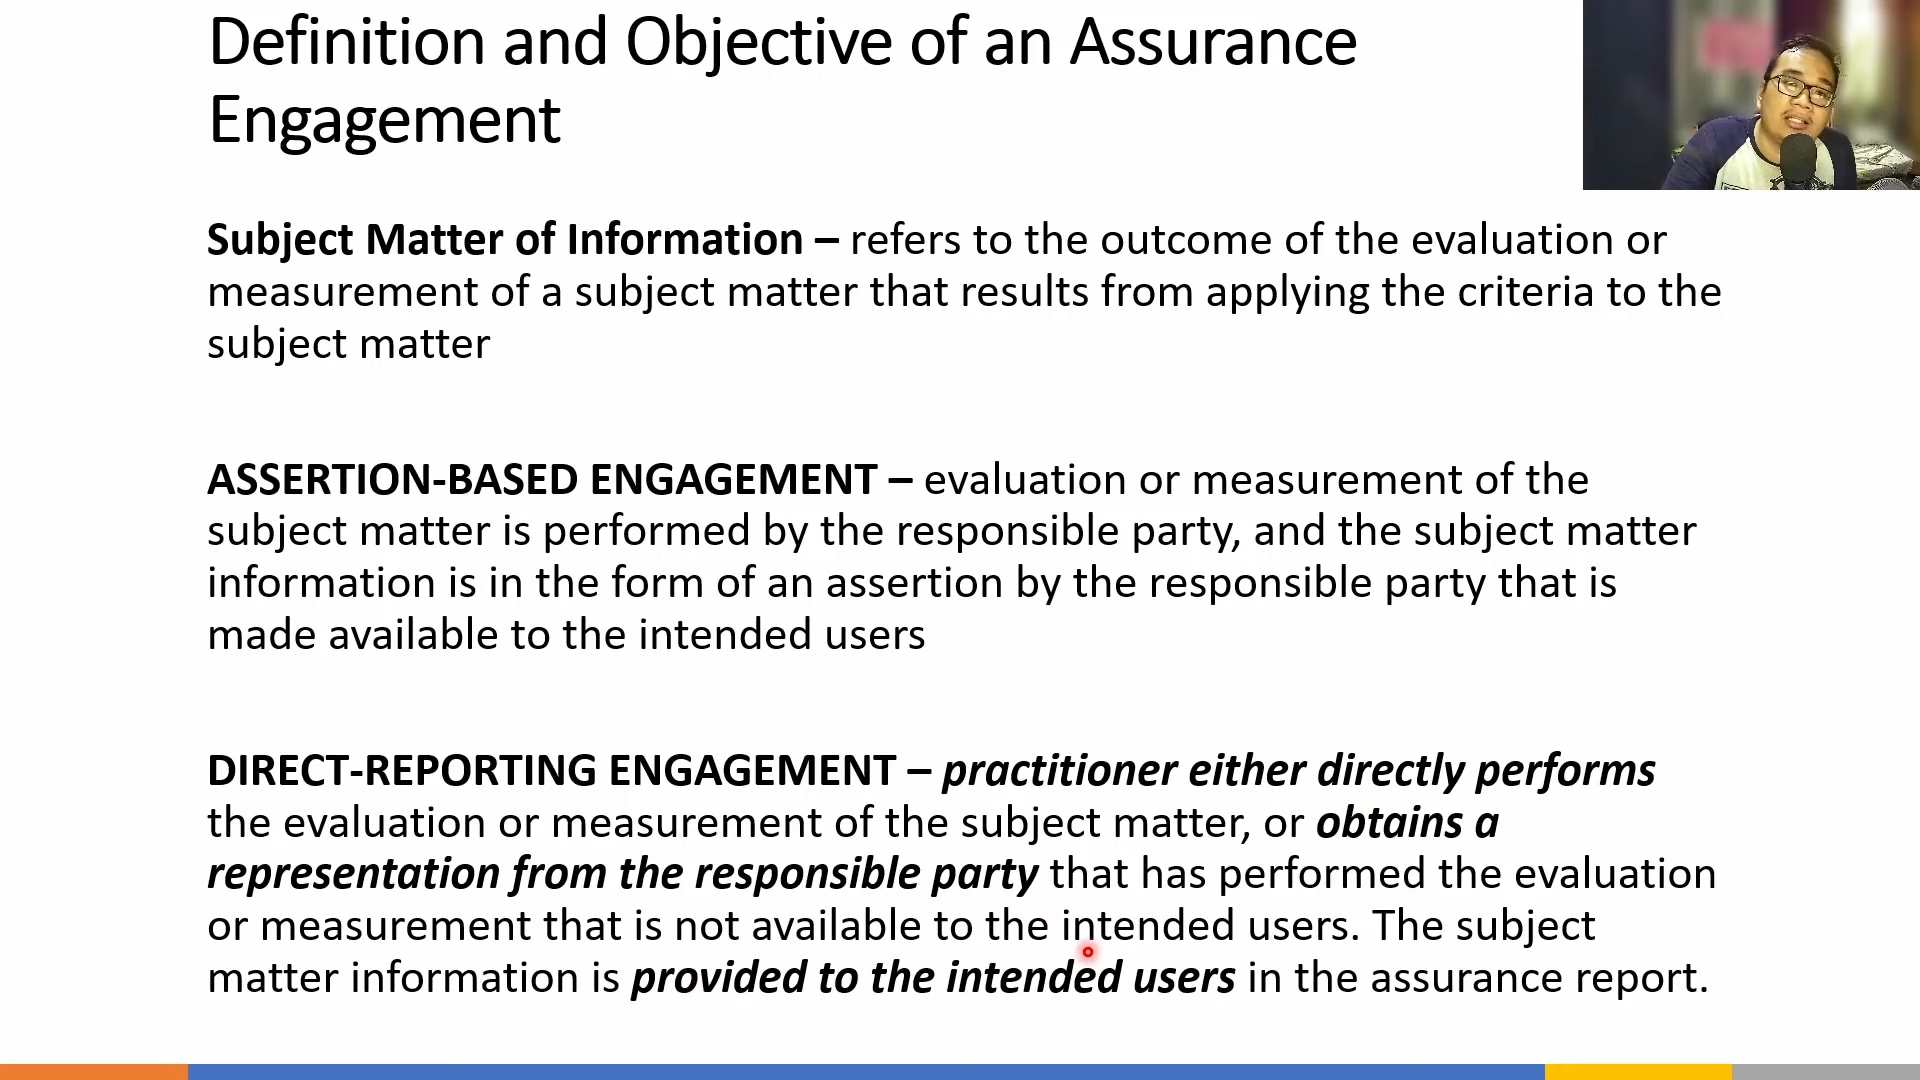 Definition and Objective of an Assurance
Engagement
Subject Matter of Information – refers to the outcome of the evaluation or
measurement of a subject matter that results from applying the criteria to the
subject matter
ASSERTION-BASED ENGAGEMENT – evaluation or measurement of the
subject matter is performed by the responsible party, and the subject matter
information is in the form of an assertion by the responsible party that is
made available to the intended users
DIRECT-REPORTING ENGAGEMENT – practitioner either directly performs
the evaluation or measurement of the subject matter, or obtains a
representation from the responsible party that has performed the evaluation
or measurement that is not available to the intended users. The subject
matter information is provided to the intended users in the assurance report.